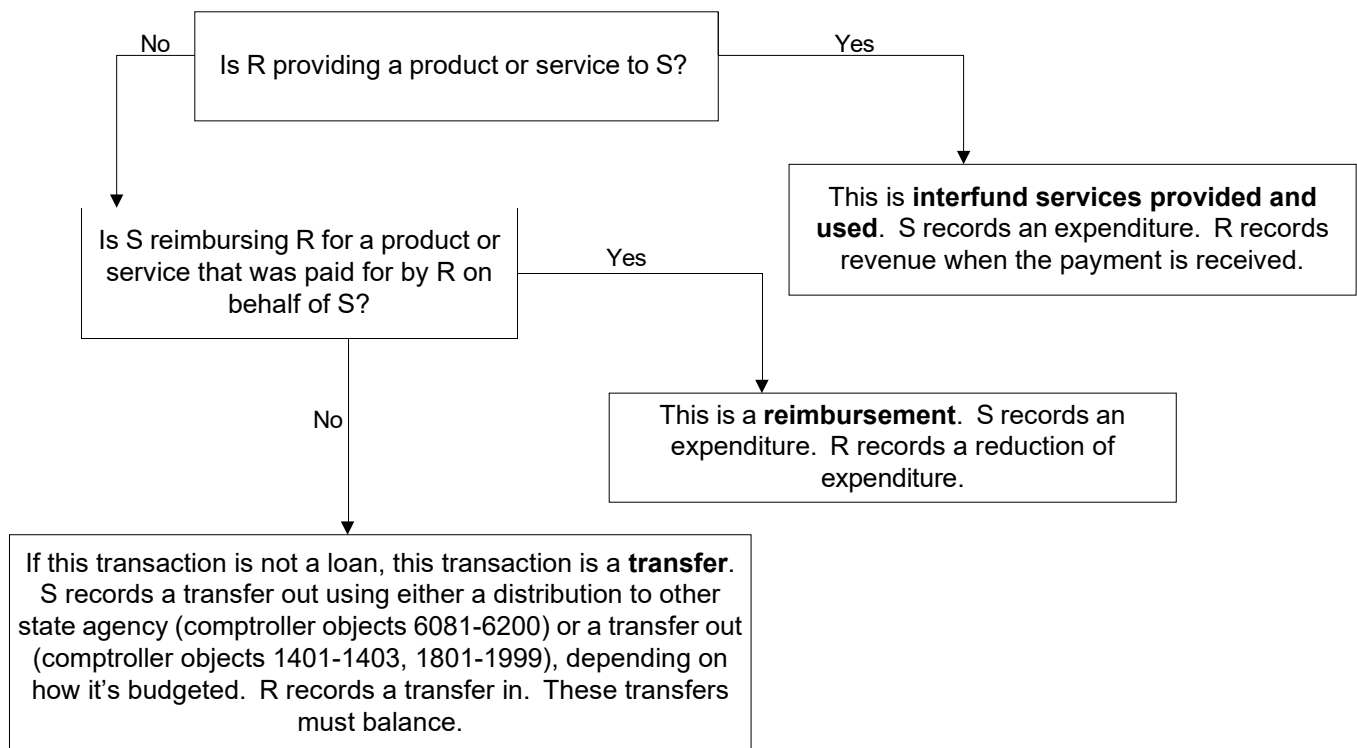 No
Yes
Is R providing a product or service to S?
This is interfund services provided and
used.  S records an expenditure.  R records
revenue when the payment is received.
Is S reimbursing R for a product or
service that was paid for by R on
behalf of S?
Yes
This is a reimbursement.  S records an
expenditure.  R records a reduction of
expenditure.
No
If this transaction is not a loan, this transaction is a transfer.
S records a transfer out using either a distribution to other
state agency (comptroller objects 6081-6200) or a transfer out
(comptroller objects 1401-1403, 1801-1999), depending on
how it’s budgeted.  R records a transfer in.  These transfers
must balance.